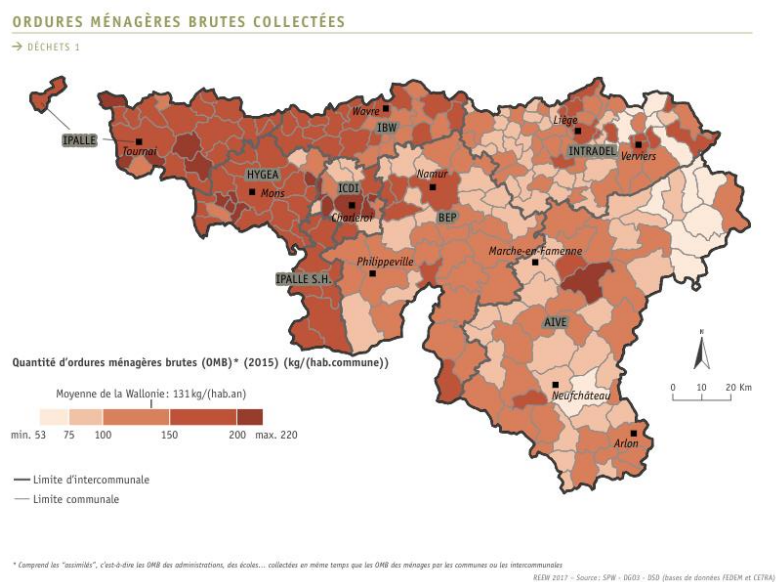 ORDURES MÉNAGÈRES BRUTES COLLECTÉES
→ DÉCHETS 1
Wavre
IBW
Liège
IPALLE
Tournai
INTRADEL
Verviers
HYGEA
Mons
ICDI
Charleroi
Namur
BEP
Marche-en-Famenne
Philippeville
IPALLE S.H.
AIVE
Quantité d'ordures ménagères brutes (OMB)* (2015) (kg/(hab.commune))
Moyenne de la Wallonie : 131 kg/(hab.an)
min. 53 75 100 150 200 max. 220
N
0 10 20 Km
Neufchâteau
Arlon
Limite d'intercommunale
Limite communale
* Comprend les "assimilés", c'est-à-dire les OMB des administrations, des écoles... collectées en même temps que les OMB des ménages par les communes ou les intercommunales
REEW 2017 – Source : SPW - DGO3 - DSD (bases de données FEDEM et CETRA)